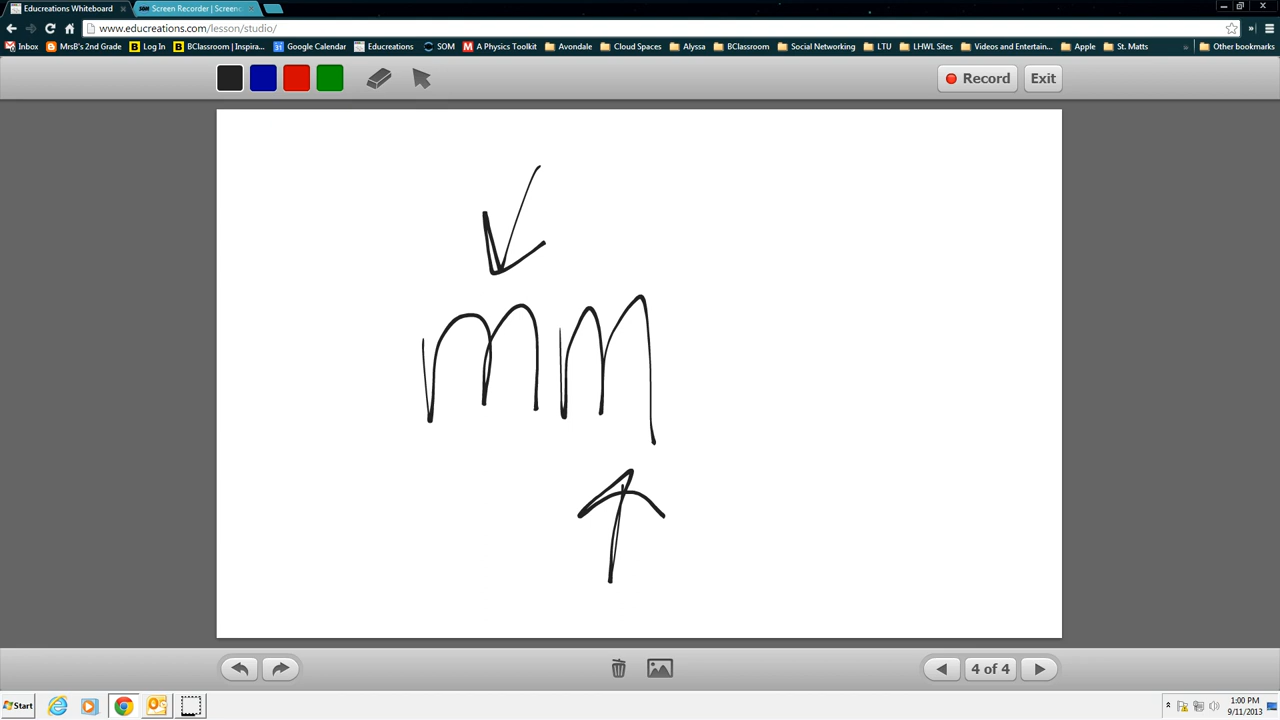 Educreations Whiteboard
Screen Recorder | Screenc
www.educreations.com/lesson/studio/
Inbox MrsB's 2nd Grade Log In BClassroom | Inspira... Google Calendar Educreations SOM A Physics Toolkit Avondale Cloud Spaces Alyssa BClassroom Social Networking LTU LHWL Sites Videos and Entertain... Apple St. Matts » Other bookmarks
Record Exit
mm
4 of 4
Start
1:00 PM
9/11/2013